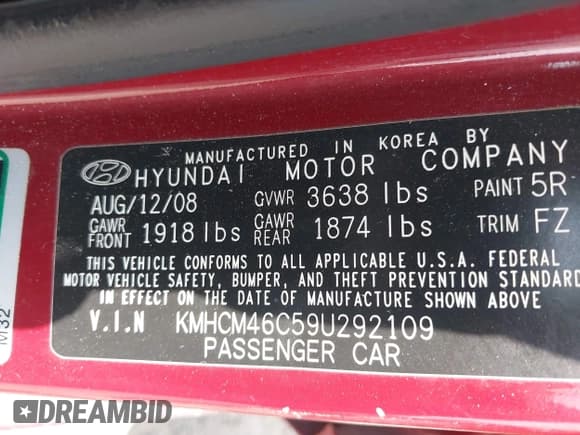 MANUFACTURED IN KOREA BY
HYUNDAI MOTOR COMPANY
AUG/12/08 GVWR 3638 lbs PAINT 5R
GAWR FRONT 1918 lbs GAWR REAR 1874 lbs TRIM FZ
THIS VEHICLE CONFORMS TO ALL APPLICABLE U.S.A. FEDERAL
MOTOR VEHICLE SAFETY, BUMPER, AND THEFT PREVENTION STANDARD
IN EFFECT ON THE DATE OF MANUFACTURE SHOWN ABOVE
V.I.N KMHCM46C59U292109
PASSENGER CAR
M32
DREAMBID